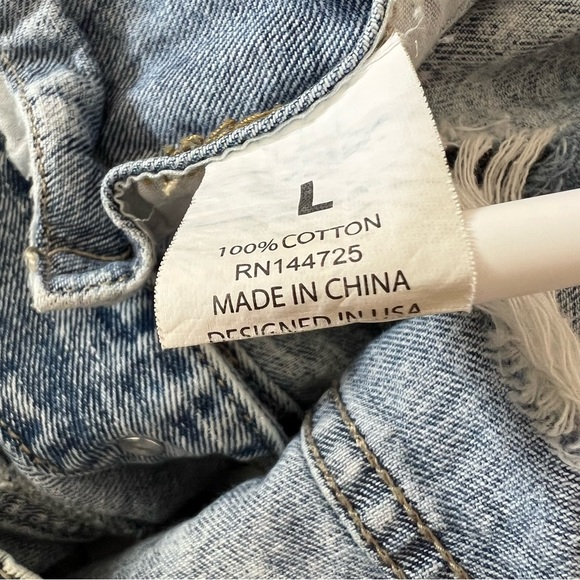 L
100% COTTON
RN144725
MADE IN CHINA
DESIGNED IN USA